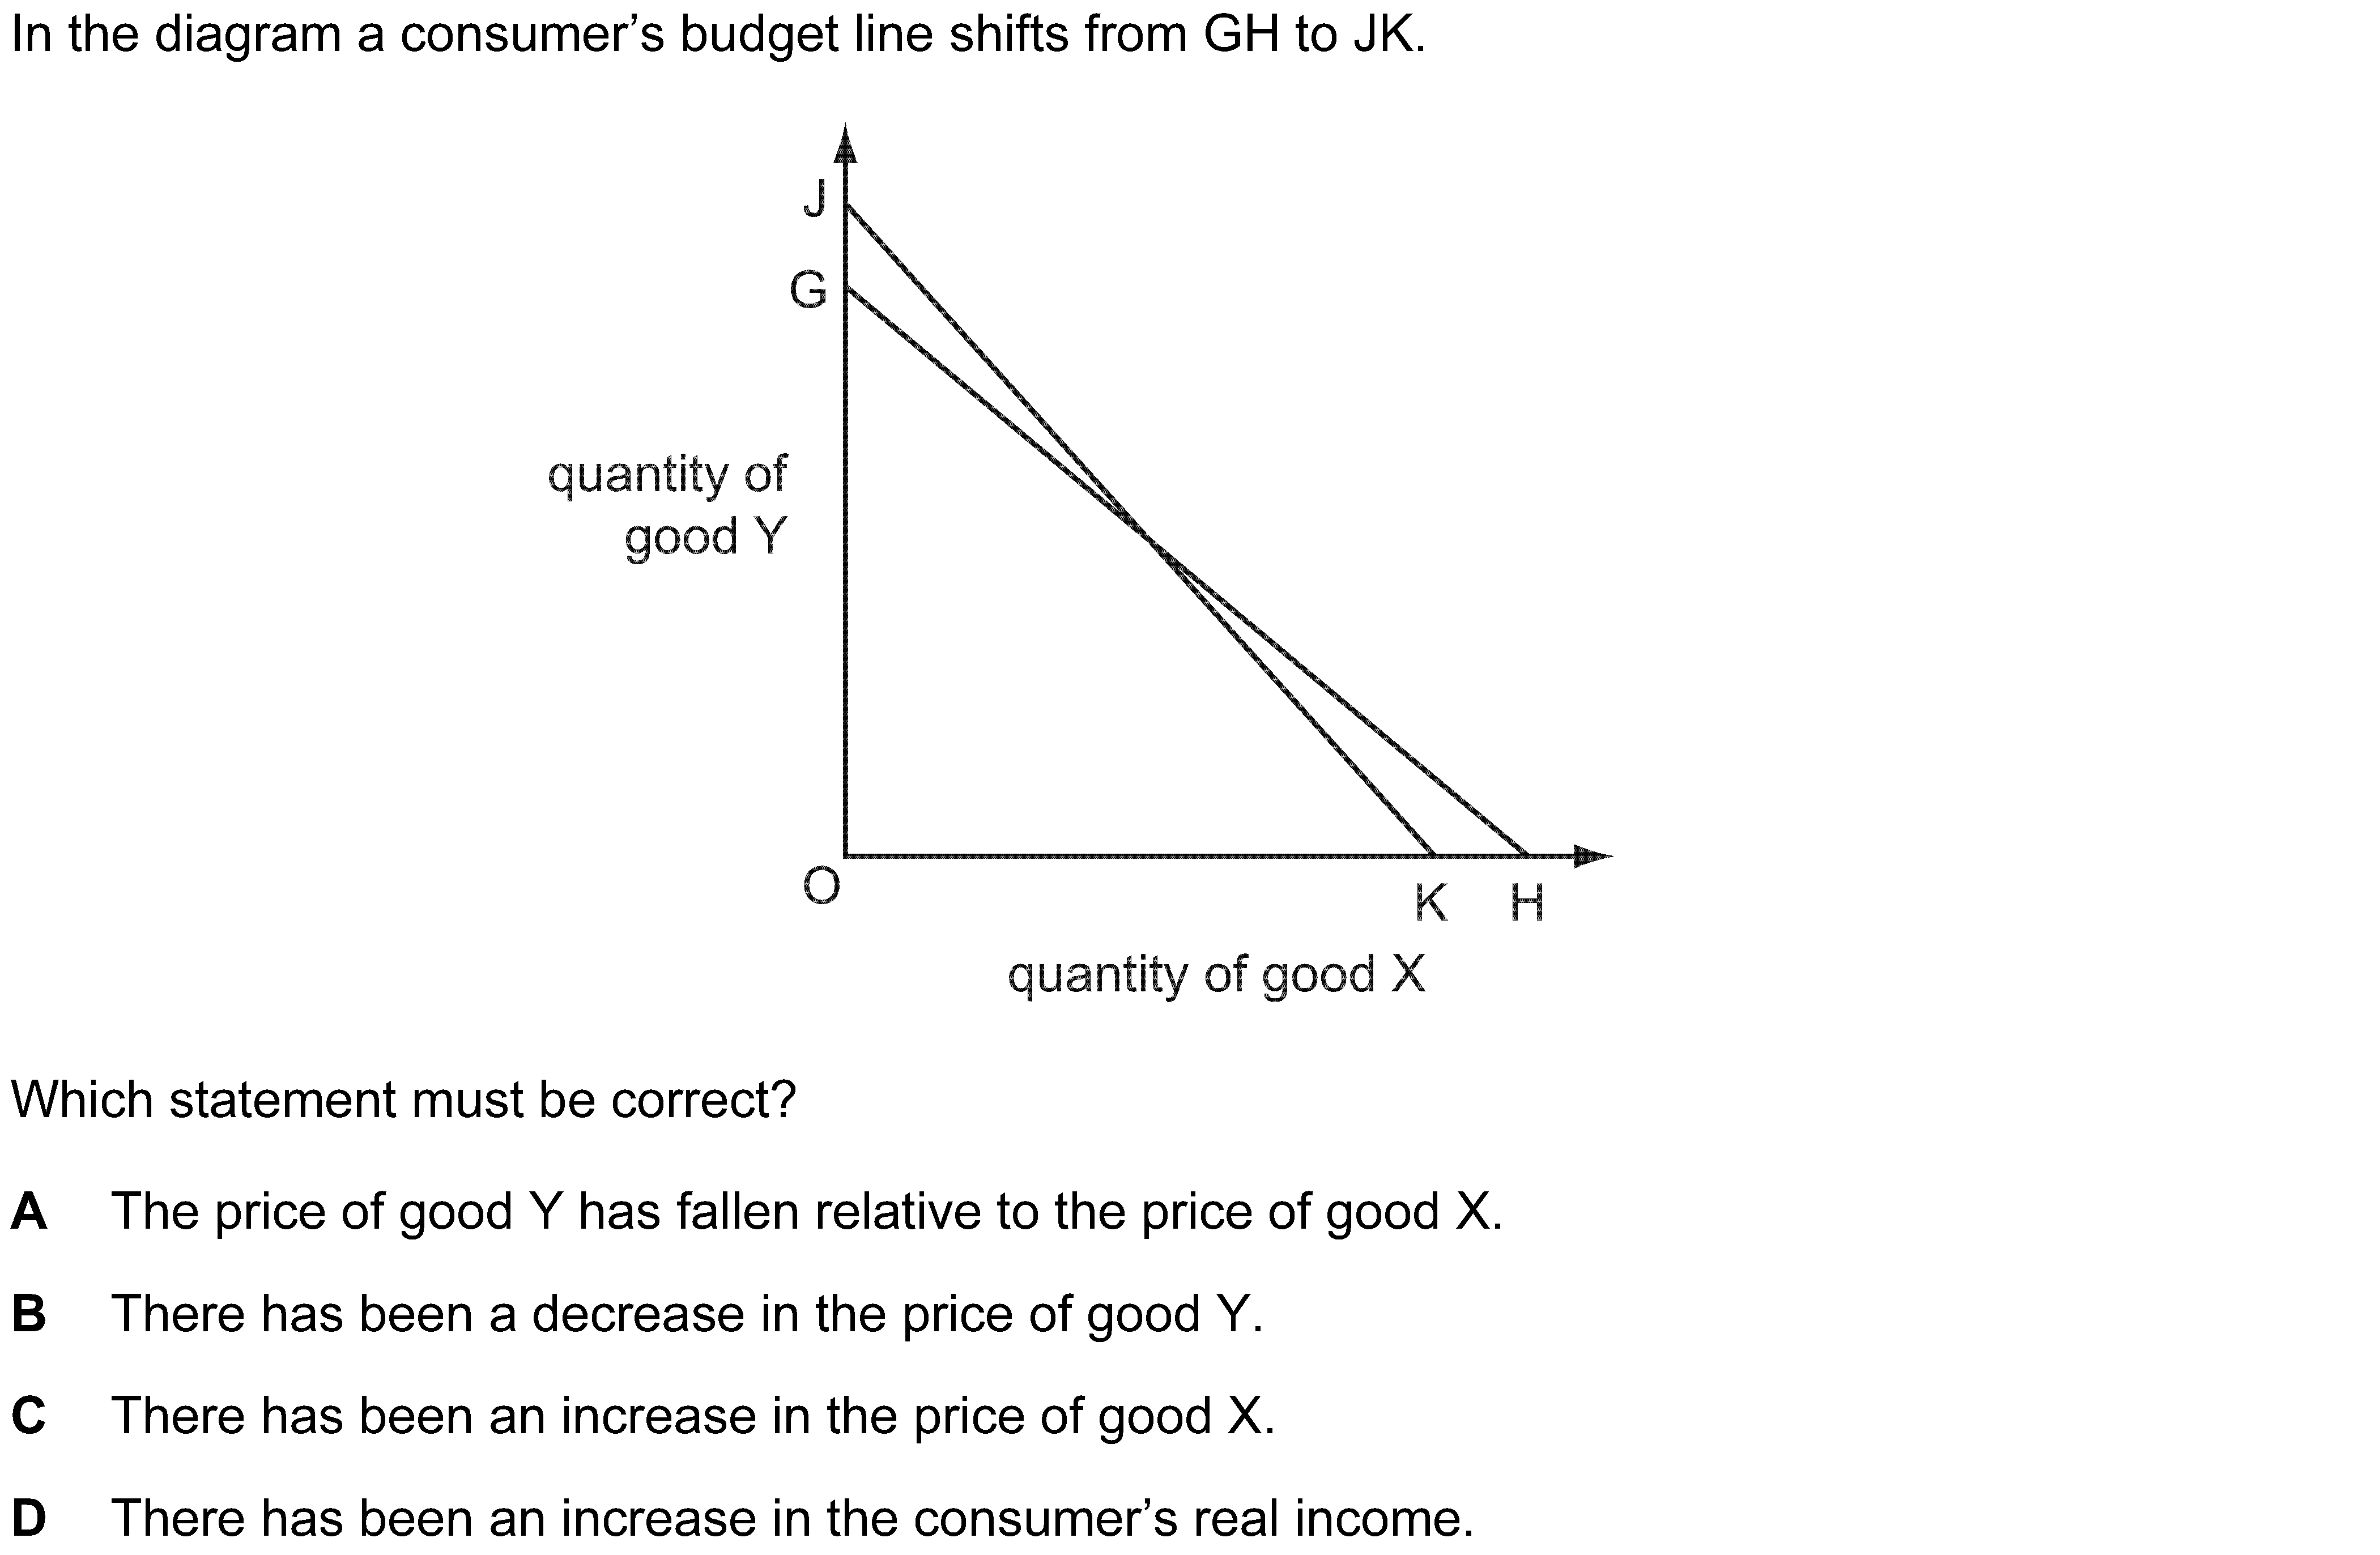 In the diagram a consumer’s budget line shifts from GH to JK.
J
G
quantity of
good Y
O
K H
quantity of good X
Which statement must be correct?
A The price of good Y has fallen relative to the price of good X.
B There has been a decrease in the price of good Y.
C There has been an increase in the price of good X.
D There has been an increase in the consumer’s real income.